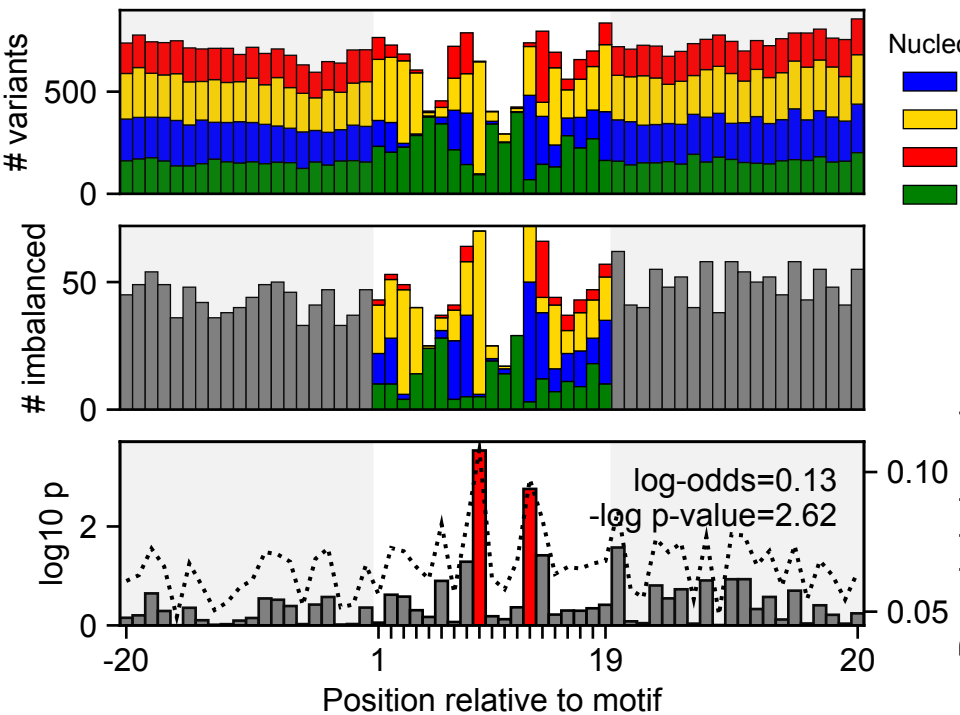 # variants
500
0
Nucleo
# imbalanced
50
0
log10 p
2
0
log-odds=0.13
-log p-value=2.62
0.10
0.05
-20
1
19
20
Position relative to motif